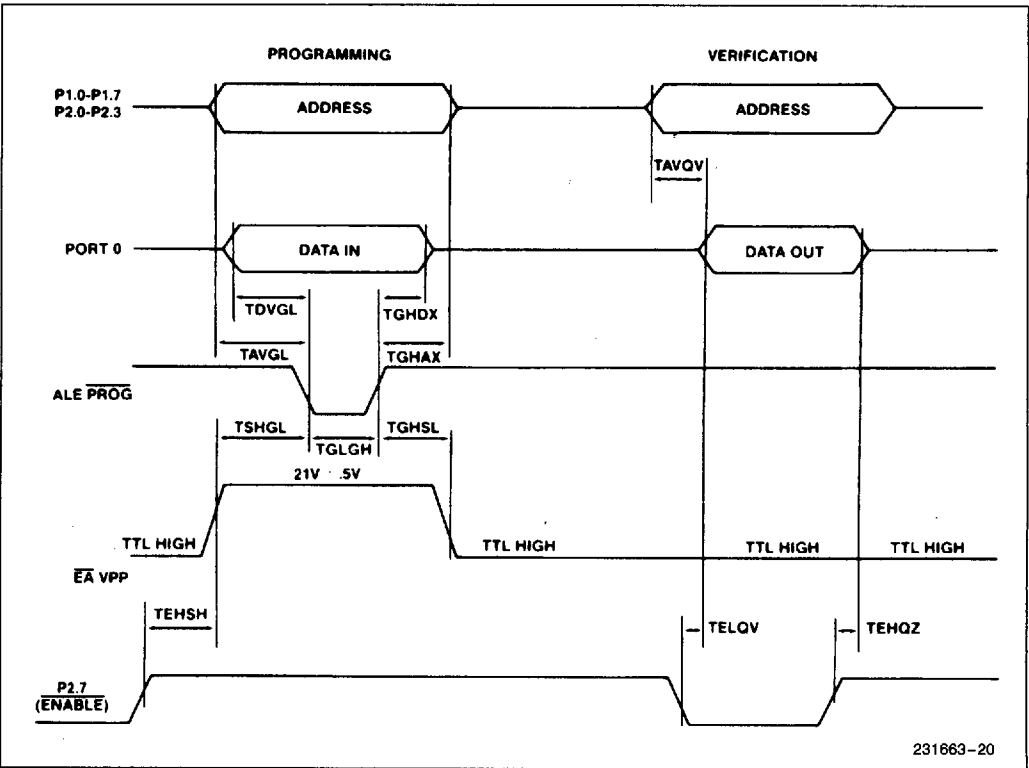 PROGRAMMING VERIFICATION
P1.0-P1.7
P2.0-P2.3
ADDRESS ADDRESS
TAVQV
PORT 0 DATA IN DATA OUT
TDVGL TGHDX
TAVGL TGHAX
ALE PROG
TSHGL TGLGH TGHSL
21V .5V
TTL HIGH TTL HIGH TTL HIGH TTL HIGH
EA VPP
TEHSH TELQV TEHQZ
P2.7
(ENABLE)
231663-20